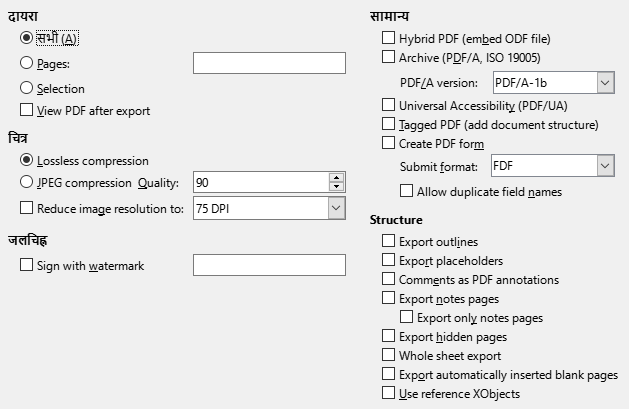 दायरा
सभी (A)
Pages:
Selection
View PDF after export
चित्र
Lossless compression
JPEG compression Quality: 90
Reduce image resolution to: 75 DPI
जलचिह्न
Sign with watermark
सामान्य
Hybrid PDF (embed ODF file)
Archive (PDF/A, ISO 19005)
PDF/A version: PDF/A-1b
Universal Accessibility (PDF/UA)
Tagged PDF (add document structure)
Create PDF form
Submit format: FDF
Allow duplicate field names
Structure
Export outlines
Export placeholders
Comments as PDF annotations
Export notes pages
Export only notes pages
Export hidden pages
Whole sheet export
Export automatically inserted blank pages
Use reference XObjects